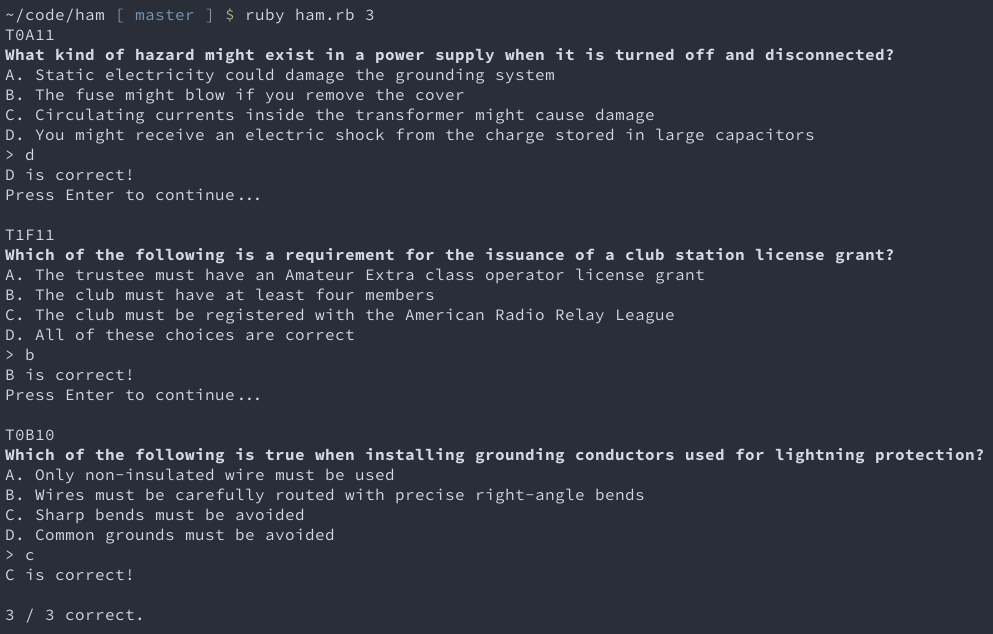 ~/code/ham [ master ] $ ruby ham.rb 3
T0A11
What kind of hazard might exist in a power supply when it is turned off and disconnected?
A. Static electricity could damage the grounding system
B. The fuse might blow if you remove the cover
C. Circulating currents inside the transformer might cause damage
D. You might receive an electric shock from the charge stored in large capacitors
> d
D is correct!
Press Enter to continue...
T1F11
Which of the following is a requirement for the issuance of a club station license grant?
A. The trustee must have an Amateur Extra class operator license grant
B. The club must have at least four members
C. The club must be registered with the American Radio Relay League
D. All of these choices are correct
> b
B is correct!
Press Enter to continue...
T0B10
Which of the following is true when installing grounding conductors used for lightning protection?
A. Only non-insulated wire must be used
B. Wires must be carefully routed with precise right-angle bends
C. Sharp bends must be avoided
D. Common grounds must be avoided
> c
C is correct!
3 / 3 correct.